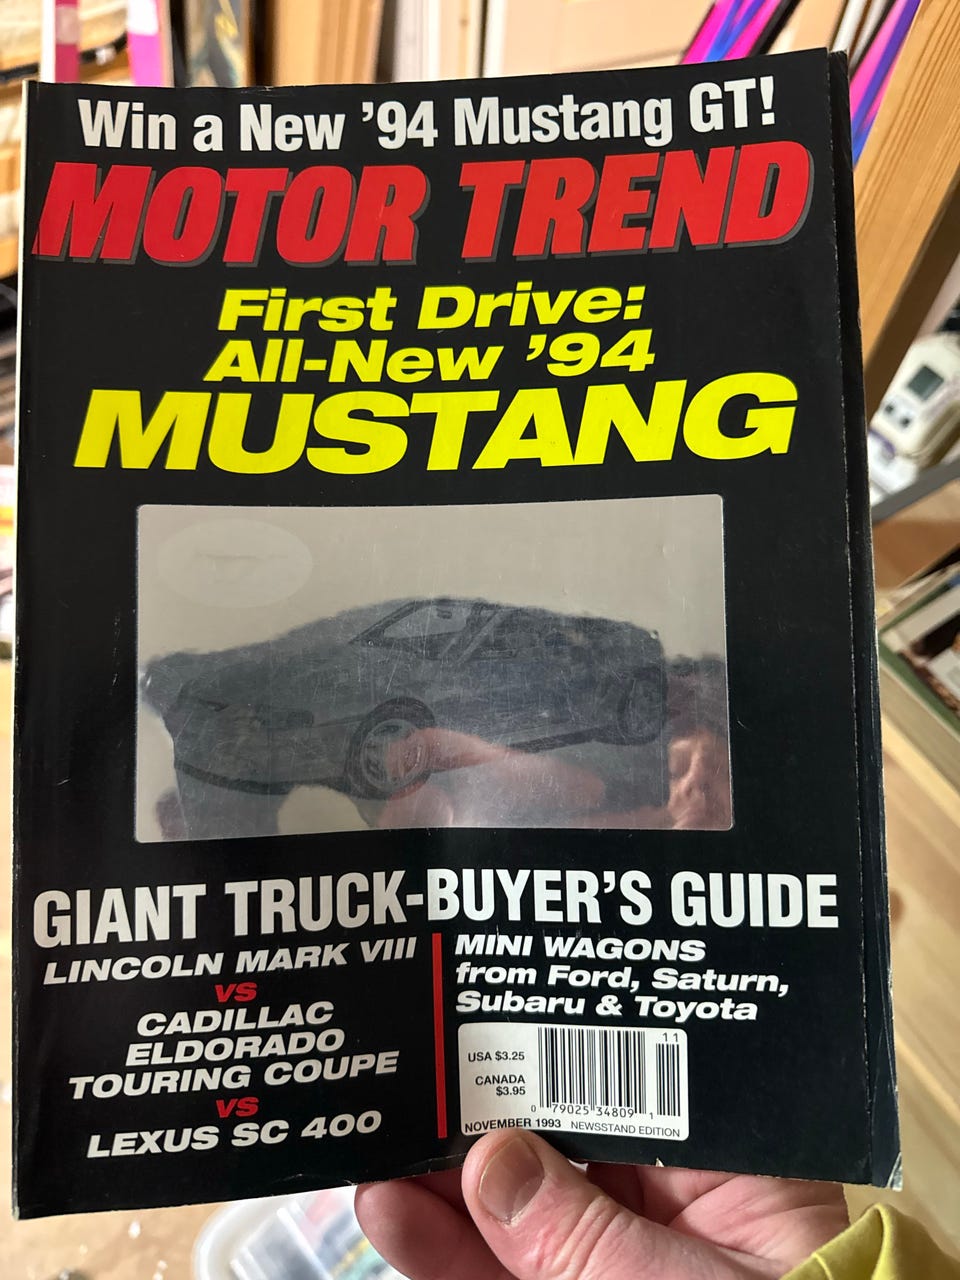 Win a New '94 Mustang GT!
MOTOR TREND
First Drive:
All-New '94
MUSTANG
GIANT TRUCK-BUYER'S GUIDE
LINCOLN MARK VIII
VS
CADILLAC
ELDORADO
TOURING COUPE
VS
LEXUS SC 400
MINI WAGONS
from Ford, Saturn,
Subaru & Toyota
USA $3.25
CANADA
$3.95
11
0 79025 34809 1
NOVEMBER 1993 NEWSSTAND EDITION